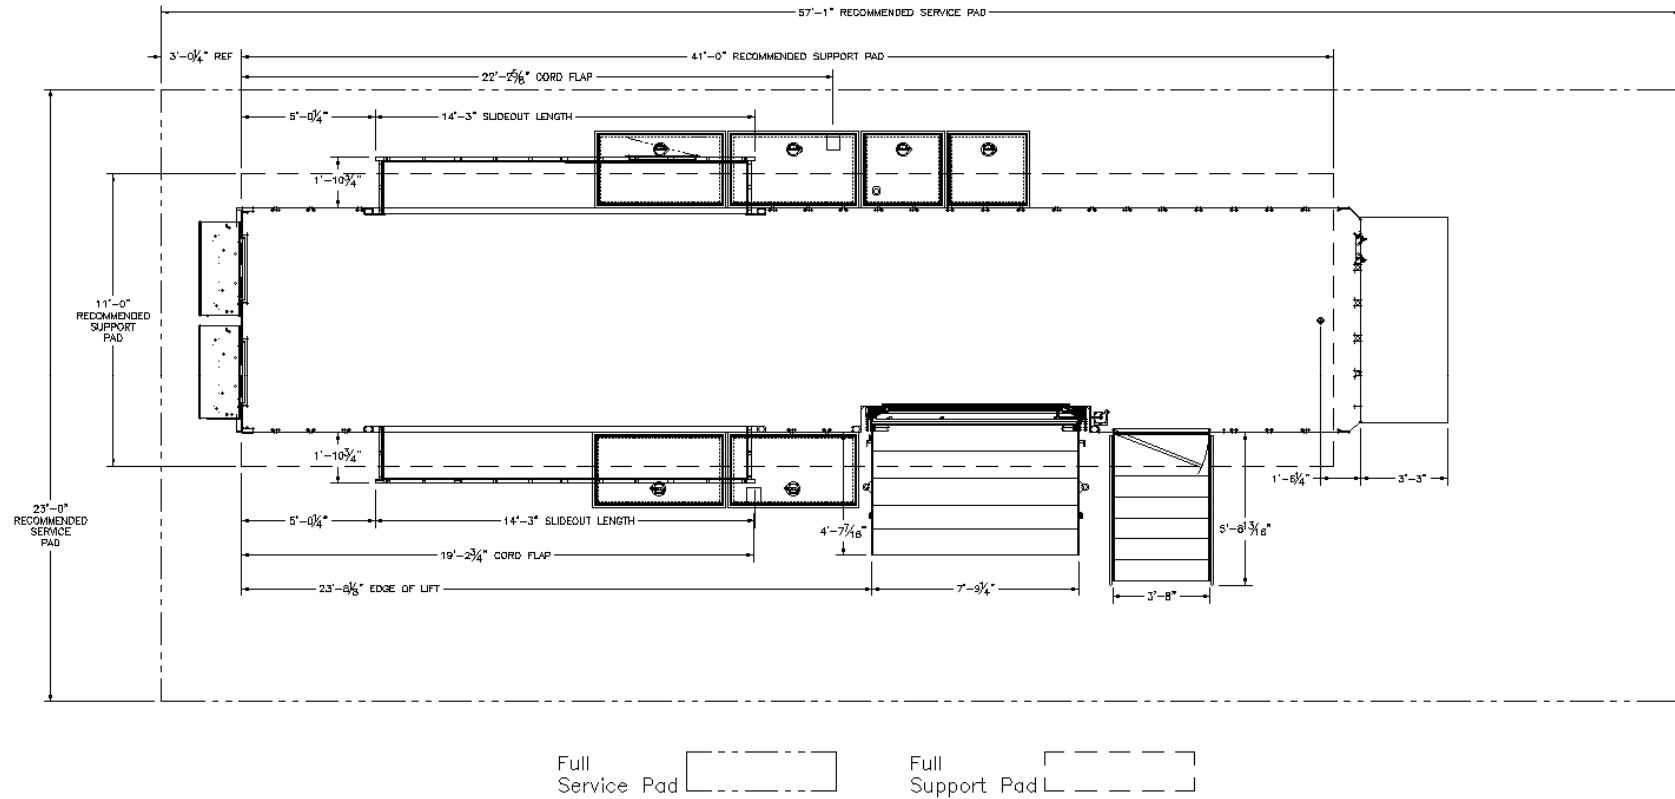 57'-1" RECOMMENDED SERVICE PAD
3'-0¼" REF
41'-0" RECOMMENDED SUPPORT PAD
22'-2⅝" CORD FLAP
5'-0¼"
14'-3" SLIDEOUT LENGTH
1'-10¾"
11'-0"
RECOMMENDED
SUPPORT
PAD
1'-10¾"
1'-6¼"
3'-3"
23'-0"
RECOMMENDED
SERVICE
PAD
5'-0¼"
14'-3" SLIDEOUT LENGTH
4'-7 7/16"
5'-8 13/16"
19'-2¾" CORD FLAP
23'-8⅛" EDGE OF LIFT
7'-9¼"
3'-8"
Full
Service Pad
Full
Support Pad